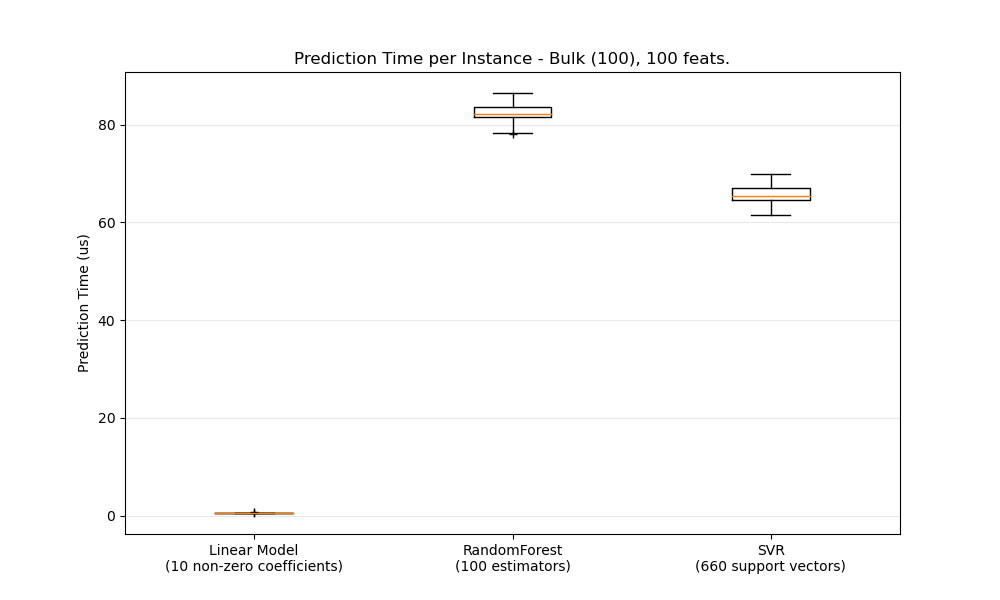 Prediction Time per Instance - Bulk (100), 100 feats.
Prediction Time (us)
80
60
40
20
0
Linear Model
(10 non-zero coefficients)
RandomForest
(100 estimators)
SVR
(660 support vectors)